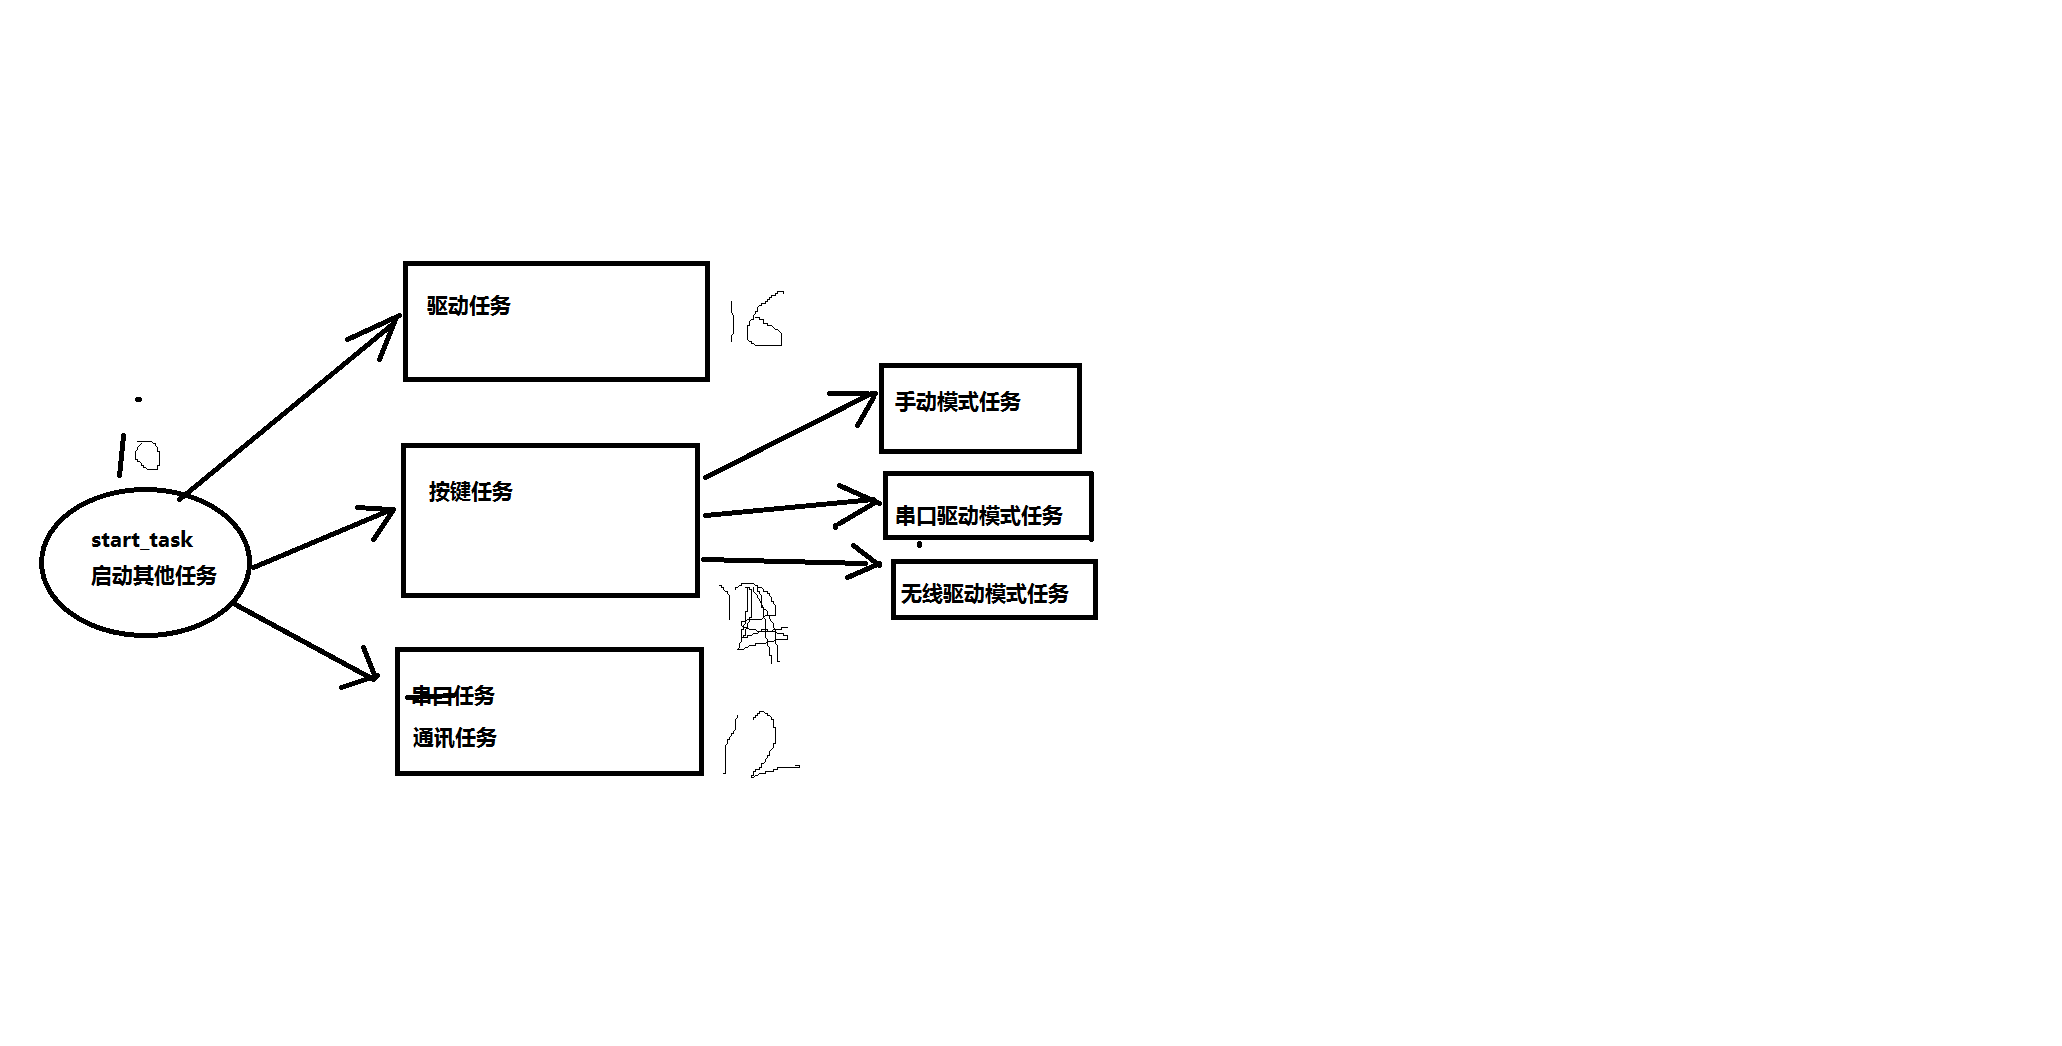 驱动任务
16
手动模式任务
10
按键任务
串口驱动模式任务
start_task
启动其他任务
无线驱动模式任务
串口任务
通讯任务
12